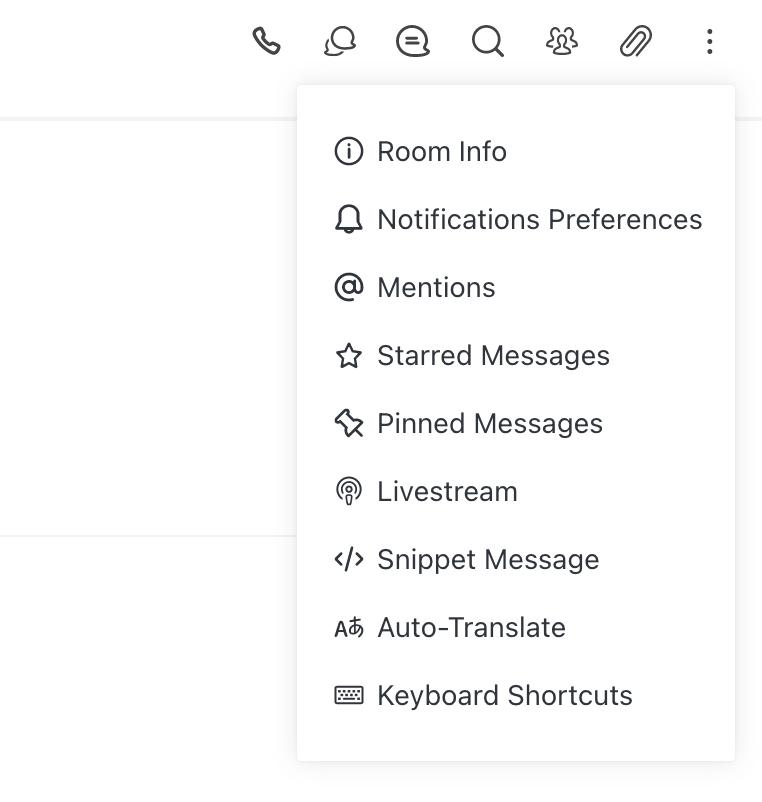 Room Info
Notifications Preferences
Mentions
Starred Messages
Pinned Messages
Livestream
Snippet Message
Auto-Translate
Keyboard Shortcuts